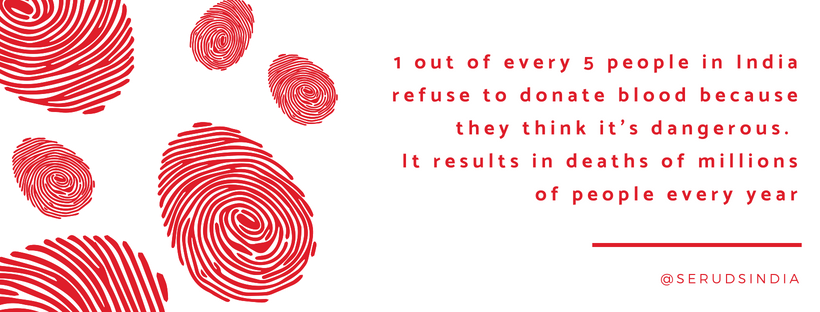 1 out of every 5 people in India
refuse to donate blood because
they think it's dangerous.
It results in deaths of millions
of people every year
@SERUDSINDIA